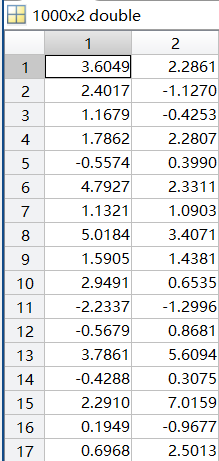 1000x2 double
1 2
1 3.6049 2.2861
2 2.4017 -1.1270
3 1.1679 -0.4253
4 1.7862 2.2807
5 -0.5574 0.3990
6 4.7927 2.3311
7 1.1321 1.0903
8 5.0184 3.4071
9 1.5905 1.4381
10 2.9491 0.6535
11 -2.2337 -1.2996
12 -0.5679 0.8681
13 3.7861 5.6094
14 -0.4288 0.3075
15 2.2910 7.0159
16 0.1949 -0.9677
17 0.6968 2.5013